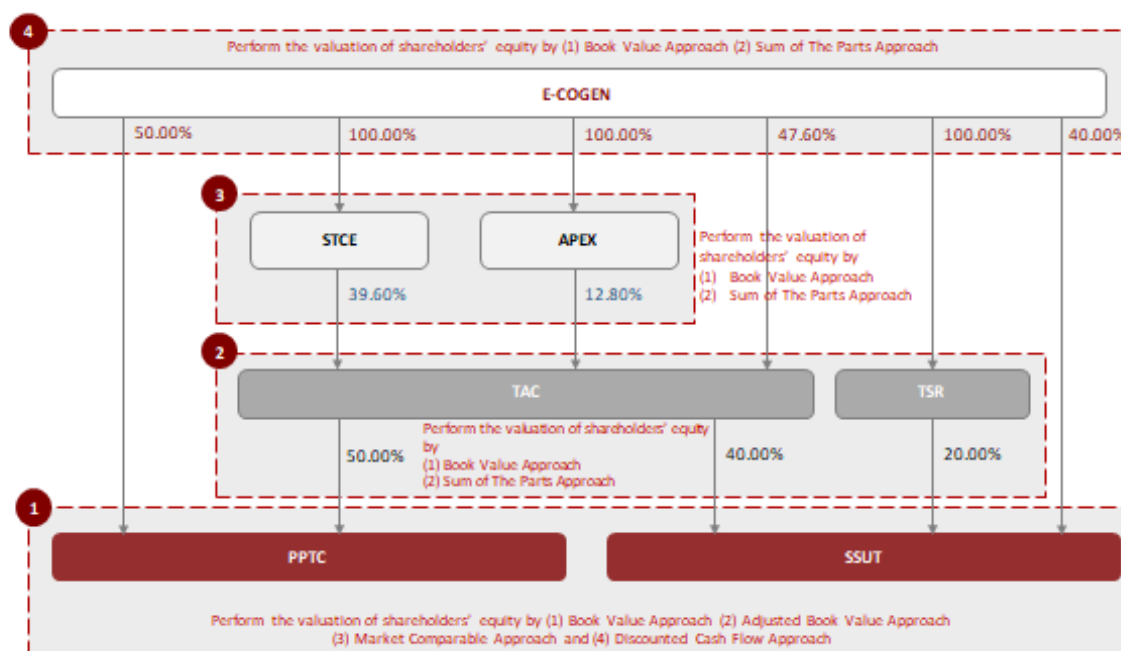 4
Perform the valuation of shareholders' equity by (1) Book Value Approach (2) Sum of The Parts Approach
E-COGEN
50.00% 100.00% 100.00% 47.60% 100.00% 40.00%
3
STCE APEX
Perform the valuation of
shareholders' equity by
(1) Book Value Approach
(2) Sum of The Parts Approach
39.60% 12.80%
2
TAC TSR
Perform the valuation of shareholders' equity
by
(1) Book Value Approach
(2) Sum of The Parts Approach
50.00% 40.00% 20.00%
1
PPTC SSUT
Perform the valuation of shareholders' equity by (1) Book Value Approach (2) Adjusted Book Value Approach
(3) Market Comparable Approach and (4) Discounted Cash Flow Approach